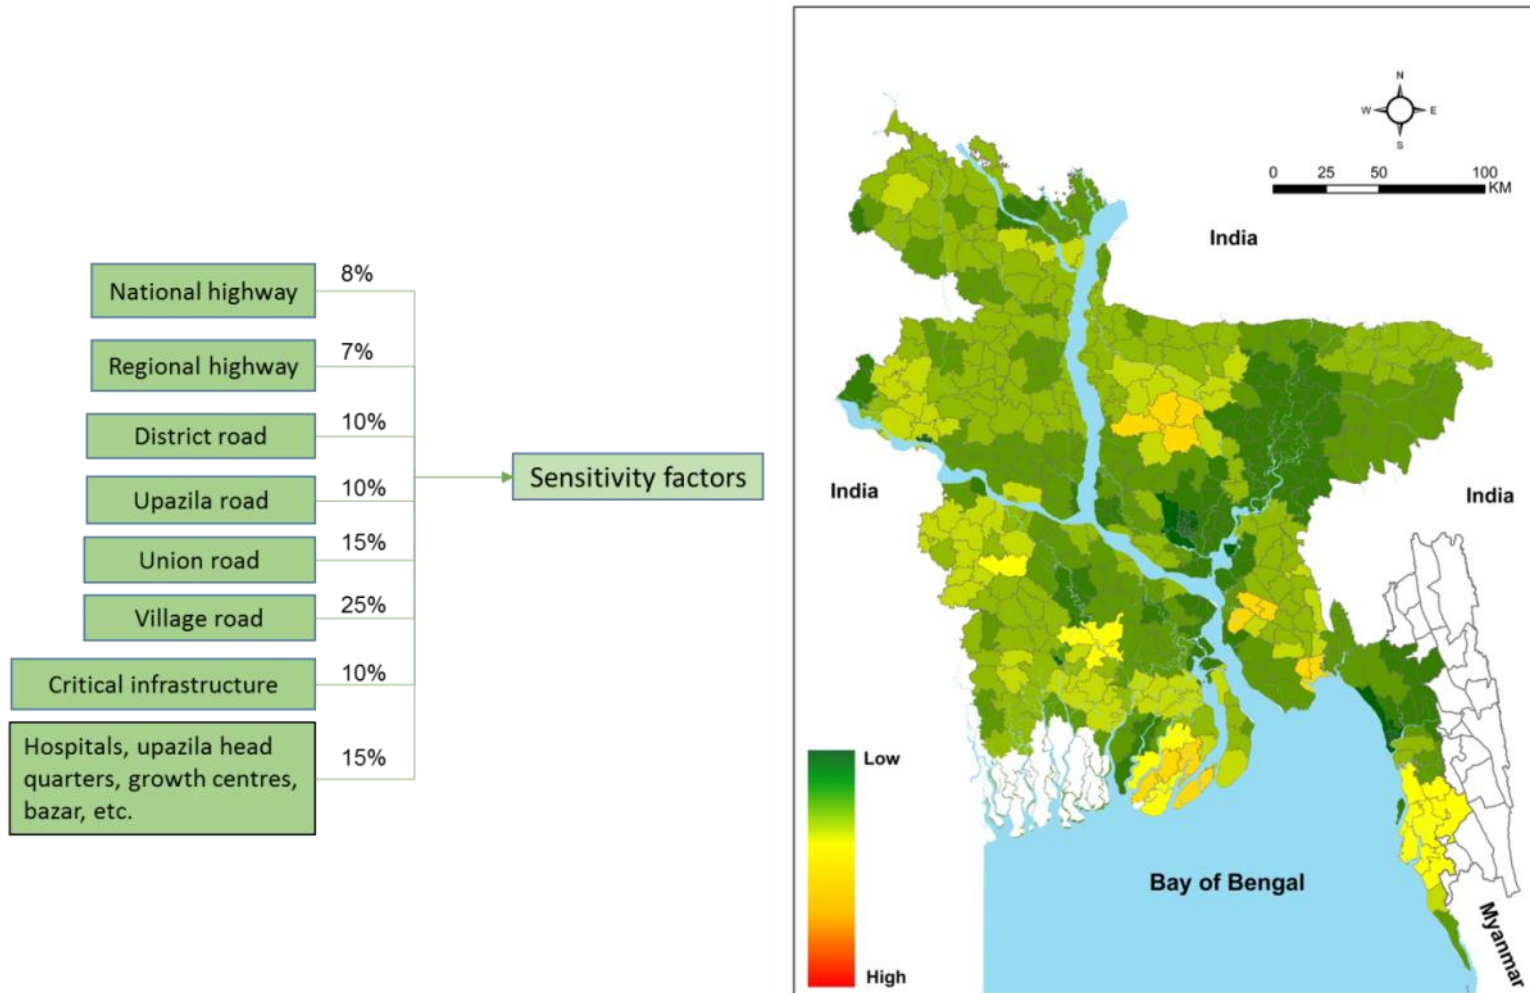 National highway
8%
Regional highway
7%
District road
10%
Upazila road
10%
Union road
15%
Village road
25%
Critical infrastructure
10%
Hospitals, upazila head
quarters, growth centres,
bazar, etc.
15%
Sensitivity factors
N
W E
S
0 25 50 100
KM
India
India
India
Low
High
Bay of Bengal
Myanmar